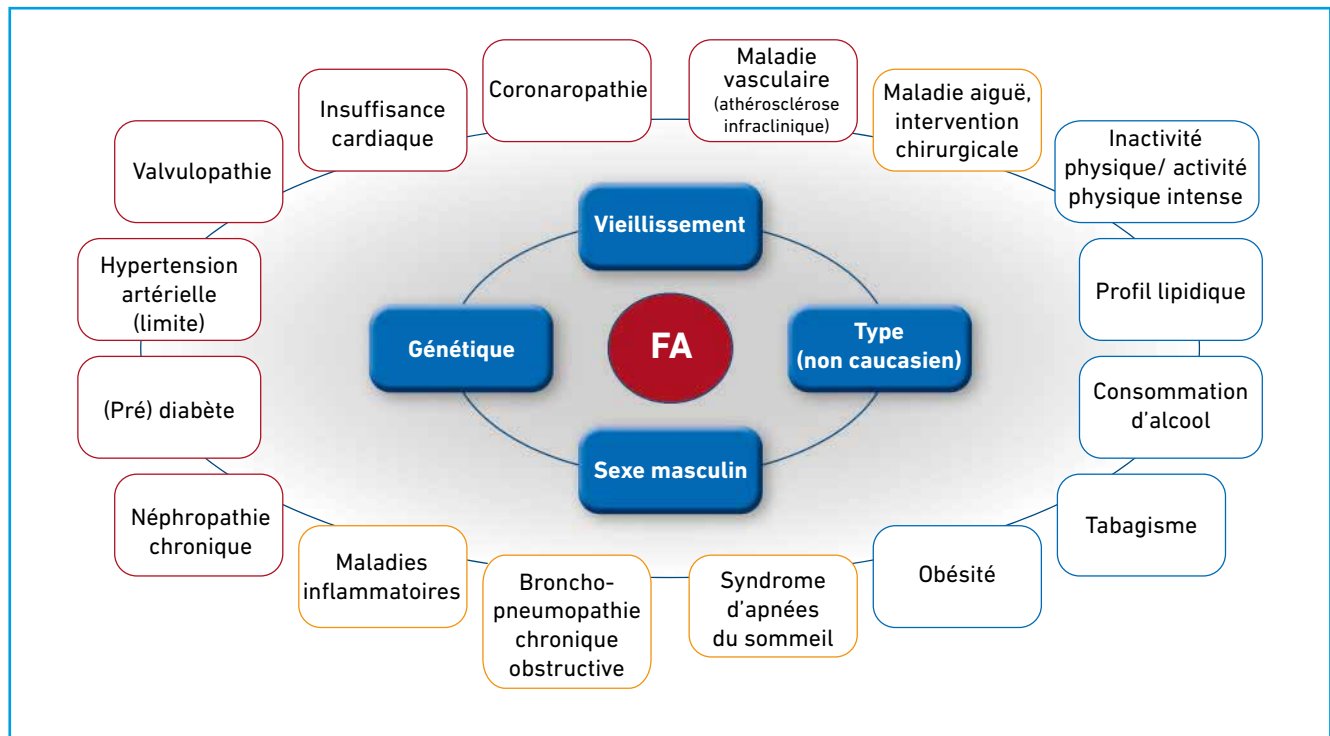 Coronaropathie
Maladie
vasculaire
(athérosclérose
infraclinique)
Maladie aiguë,
intervention
chirurgicale
Inactivité
physique/ activité
physique intense
Profil lipidique
Consommation
d'alcool
Tabagisme
Obésité
Syndrome
d'apnées
du sommeil
Broncho-
pneumopathie
chronique
obstructive
Maladies
inflammatoires
Néphropathie
chronique
(Pré) diabète
Hypertension
artérielle
(limite)
Valvulopathie
Insuffisance
cardiaque
Vieillissement
Génétique
FA
Type
(non caucasien)
Sexe masculin